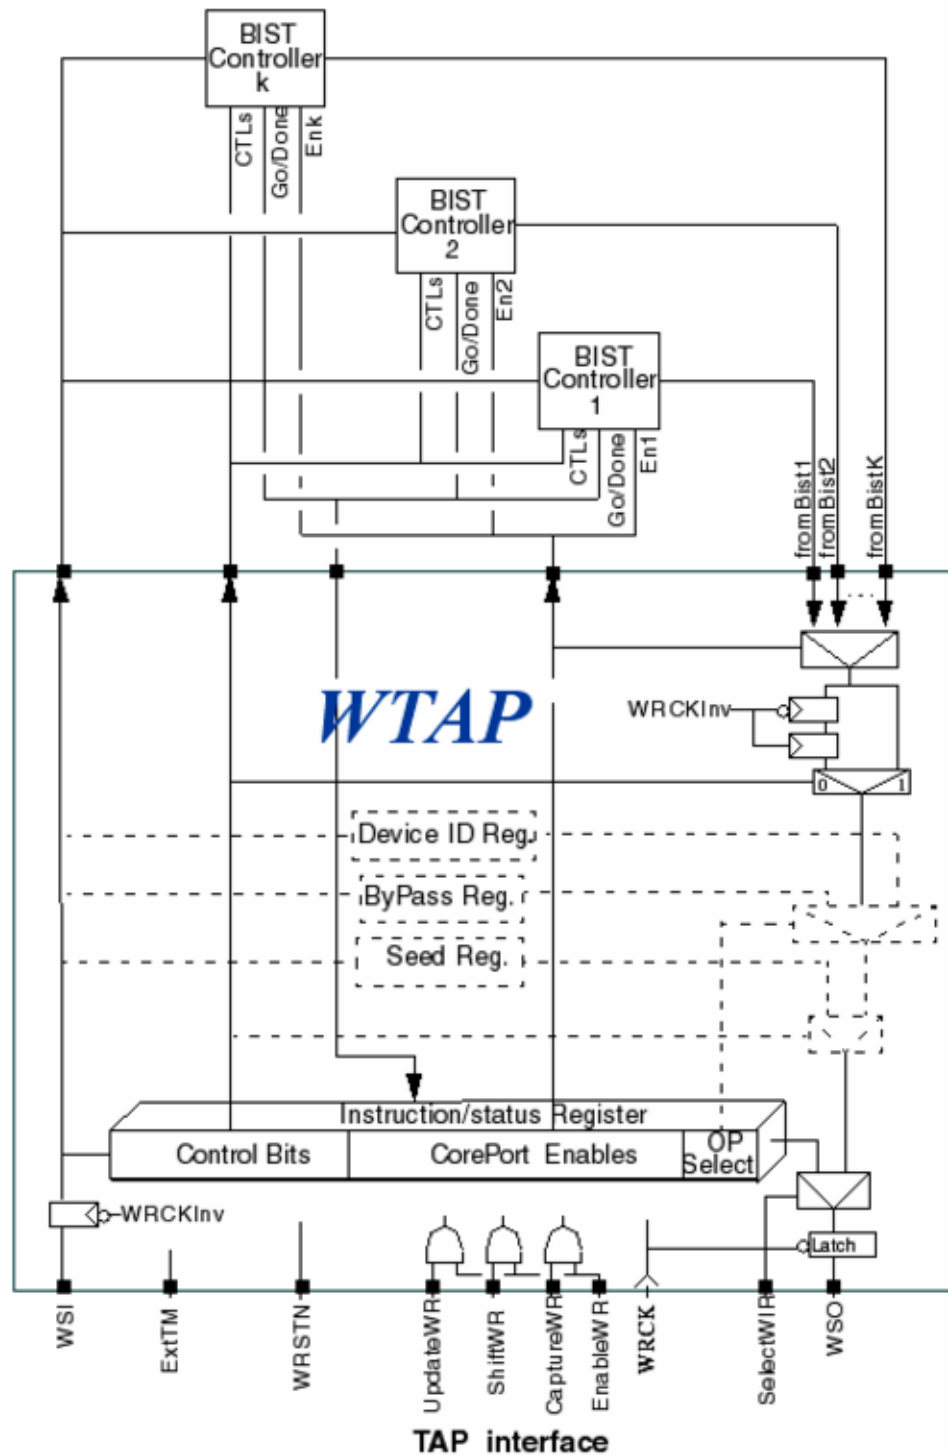 BIST
Controller
k
CTLs
Go/Done
Enk
BIST
Controller
2
CTLs
Go/Done
En2
BIST
Controller
1
CTLs
Go/Done
En1
fromBist1
fromBist2
fromBistK
WTAP
WRCKInv
0 1
Device ID Reg.
ByPass Reg.
Seed Reg.
Instruction/status Register
Control Bits
CorePort Enables
OP
Select
WRCKInv
Latch
WSI
ExtTM
WRSTN
UpdateWR
ShiftWR
CaptureWR
EnableWR
WRCK
SelectWIR
WSO
TAP interface